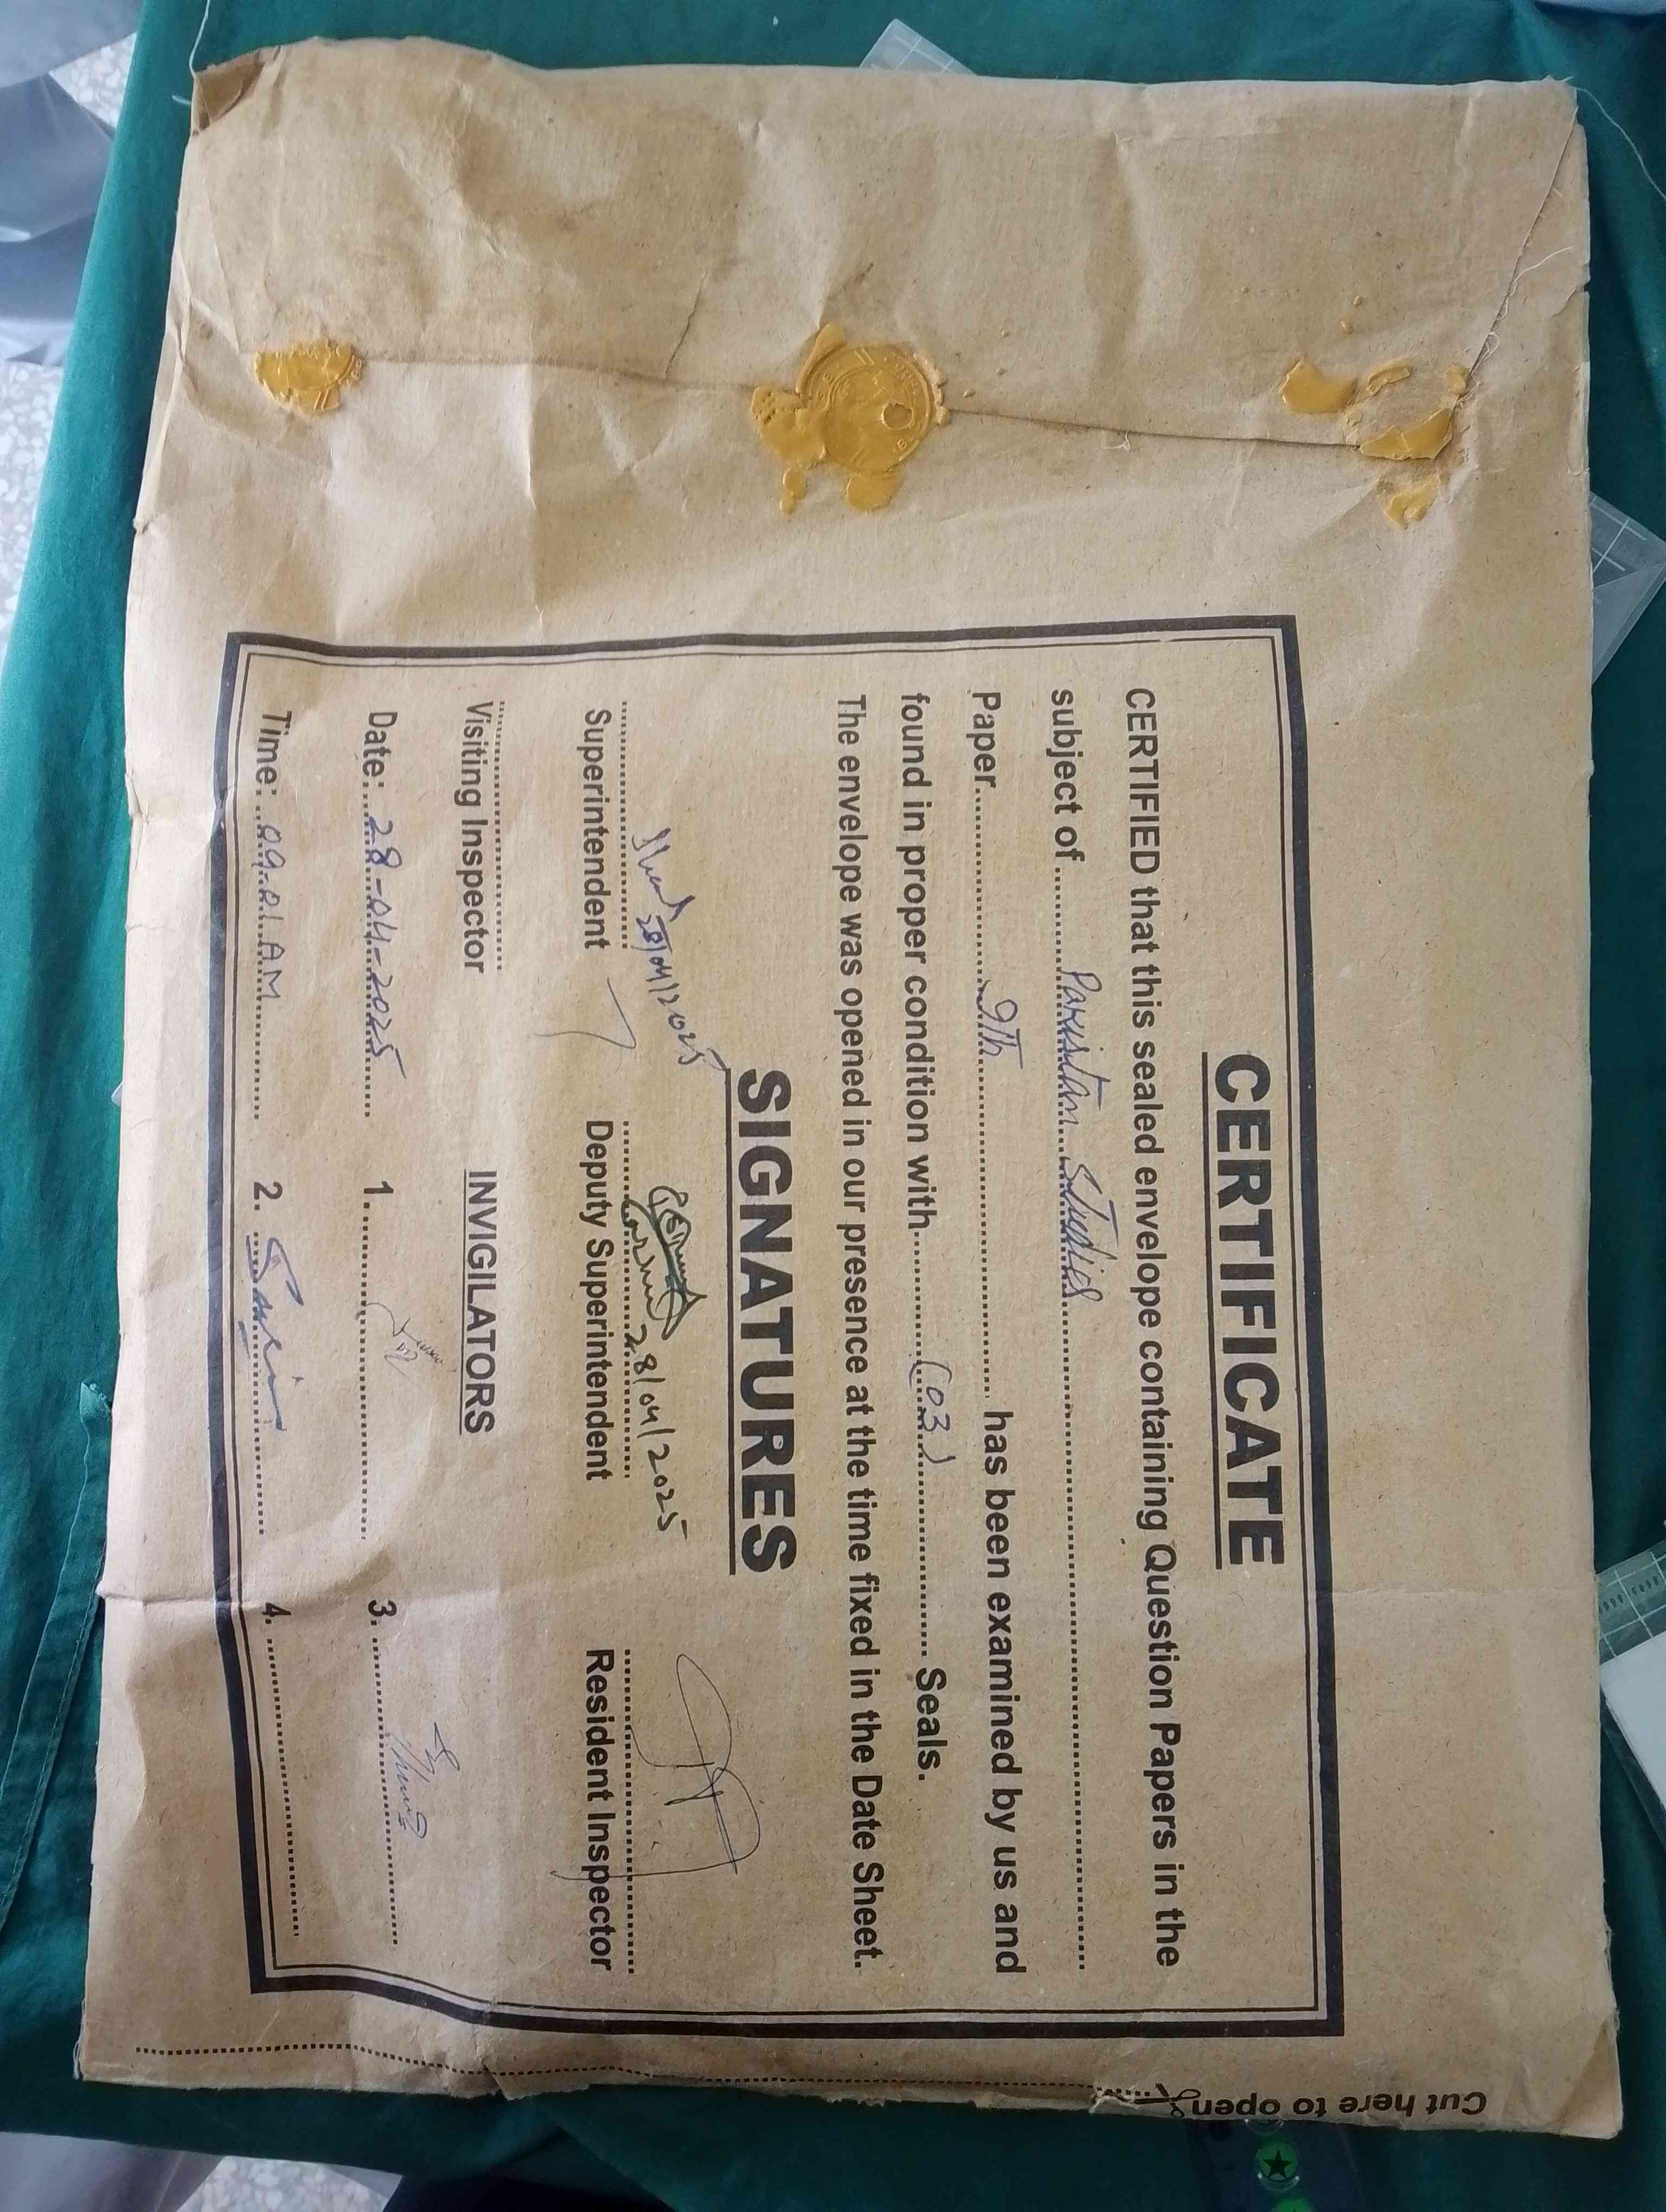 CERTIFICATE
CERTIFIED that this sealed envelope containing Question Papers in the
subject of ........ Pakistan Studies ........
Paper ........ 9Th ........ has been examined by us and
found in proper condition with ........ (03) ........ Seals.
The envelope was opened in our presence at the time fixed in the Date Sheet.
SIGNATURES
28/04/2025
28/04/2025
Superintendent Deputy Superintendent Resident Inspector
Visiting Inspector INVIGILATORS
Date: 28-04-2025 1. ........ 3. ........
Time: 09:01 AM 2. ........ 4. ........
Cut here to open